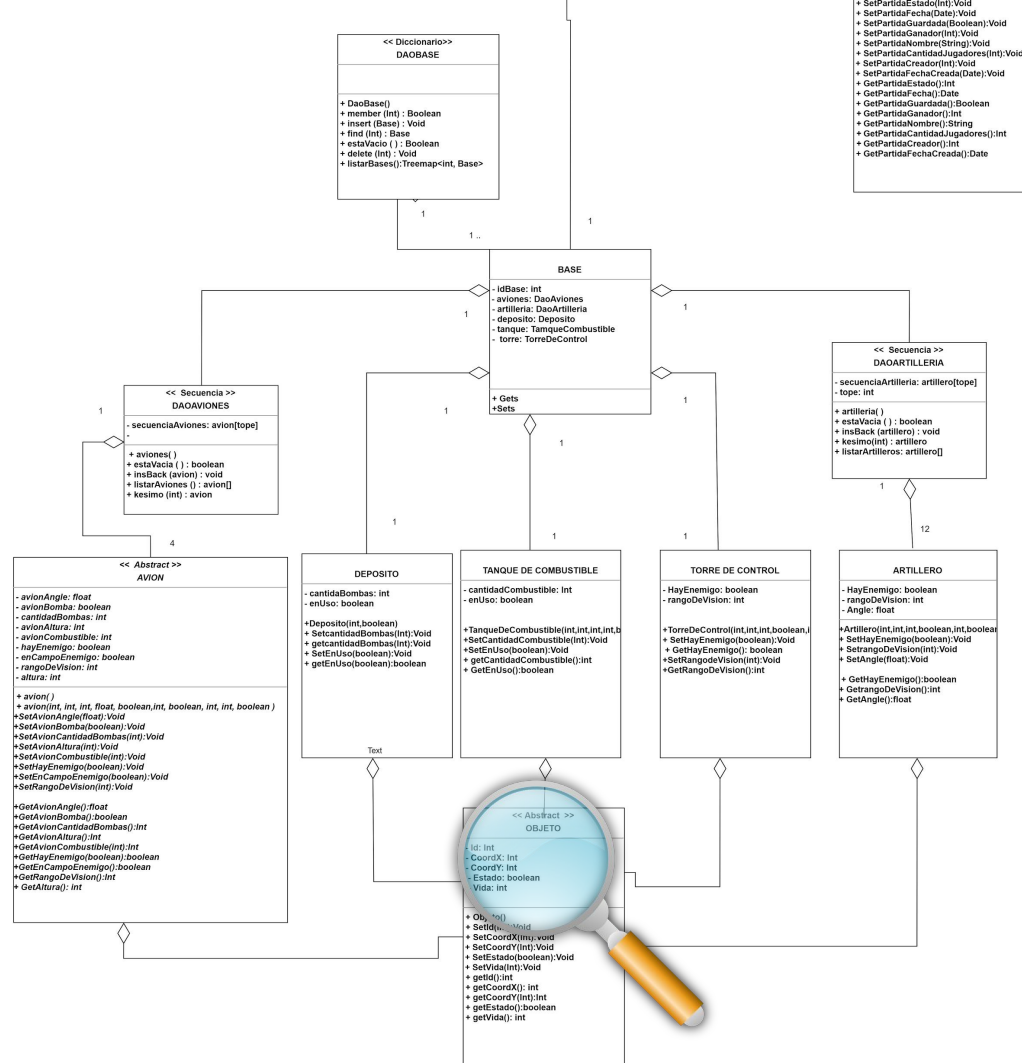 + SetPartidaEstado(Int):Void
+ SetPartidaFecha(Date):Void
+ SetPartidaGuardada(Boolean):Void
+ SetPartidaGanador(Int):Void
+ SetPartidaNombre(String):Void
+ SetPartidaCantidadJugadores(Int):Void
+ SetPartidaCreador(Int):Void
+ SetPartidaFechaCreada(Date):Void
+ GetPartidaEstado():Int
+ GetPartidaFecha():Date
+ GetPartidaGuardada():Boolean
+ GetPartidaGanador():Int
+ GetPartidaNombre():String
+ GetPartidaCantidadJugadores():Int
+ GetPartidaCreador():Int
+ GetPartidaFechaCreada():Date
<< Diccionario>>
DAOBASE
+ DaoBase()
+ member (Int) : Boolean
+ insert (Base) : Void
+ find (Int) : Base
+ estaVacio ( ) : Boolean
+ delete (Int) : Void
+ listarBases():Treemap<int, Base>
1
1 ..
1
BASE
- idBase: int
- aviones: DaoAviones
- artilleria: DaoArtilleria
- deposito: Deposito
- tanque: TamqueCombustible
- torre: TorreDeControl
+ Gets
+Sets
1
1
1
1
1
<< Secuencia >>
DAOAVIONES
- secuenciaAviones: avion[tope]
-
+ aviones( )
+ estaVacia ( ) : boolean
+ insBack (avion) : void
+ listarAviones () : avion[]
+ kesimo (int) : avion
1
4
<< Secuencia >>
DAOARTILLERIA
- secuenciaArtilleria: artillero[tope]
- tope: int
+ artilleria( )
+ estaVacia ( ) : boolean
+ insBack (artillero) : void
+ kesimo(int) : artillero
+ listarArtilleros: artillero[]
1
12
1
1
1
<< Abstract >>
AVION
- avionAngle: float
- avionBomba: boolean
- cantidadBombas: int
- avionAltura: int
- avionCombustible: int
- hayEnemigo: boolean
- enCampoEnemigo: boolean
- rangoDeVision: int
- altura: int
+ avion( )
+ avion(int, int, int, float, boolean,int, boolean, int, int, boolean )
+SetAvionAngle(float):Void
+SetAvionBomba(boolean):Void
+SetAvionCantidadBombas(int):Void
+SetAvionAltura(int):Void
+SetAvionCombustible(int):Void
+SetHayEnemigo(boolean):Void
+SetEnCampoEnemigo(boolean):Void
+SetRangoDeVision(int):Void
+GetAvionAngle():float
+GetAvionBomba():boolean
+GetAvionCantidadBombas():Int
+GetAvionAltura():Int
+GetAvionCombustible(int):Int
+GetHayEnemigo(boolean):boolean
+GetEnCampoEnemigo():boolean
+GetRangoDeVision():Int
+ GetAltura(): int
DEPOSITO
- cantidaBombas: int
- enUso: boolean
+Deposito(int,boolean)
+ SetcantidadBombas(Int):Void
+ getcantidadBombas(Int):Void
+ SetEnUso(boolean):Void
+ getEnUso(boolean):boolean
Text
TANQUE DE COMBUSTIBLE
- cantidadCombustible: Int
- enUso: boolean
+TanqueDeCombustible(int,int,int,int,b
+SetCantidadCombustible(Int):Void
+SetEnUso(boolean):Void
+ getCantidadCombustible():int
+ GetEnUso():boolean
TORRE DE CONTROL
- HayEnemigo: boolean
- rangoDeVision: int
+TorreDeControl(int,int,int,boolean,i
+ SetHayEnemigo(boolean):Void
+ GetHayEnemigo(): boolean
+SetRangodeVision(int):Void
+GetRangoDeVision():int
ARTILLERO
- HayEnemigo: boolean
- rangoDeVision: int
- Angle: float
+Artillero(int,int,int,boolean,int,boolear
+ SetHayEnemigo(boolean):Void
+ SetrangoDeVision(int):Void
+ SetAngle(float):Void
+ GetHayEnemigo():boolean
+ GetrangoDeVision():int
+ GetAngle():float
<< Abstract >>
OBJETO
- Id: Int
- CoordX: Int
- CoordY: Int
- Estado: boolean
- Vida: int
+ Objeto()
+ SetId(int):Void
+ SetCoordX(Int):Void
+ SetCoordY(Int):Void
+ SetEstado(boolean):Void
+ SetVida(Int):Void
+ getId():int
+ getCoordX(): int
+ getCoordY(Int):Int
+ getEstado():boolean
+ getVida(): int